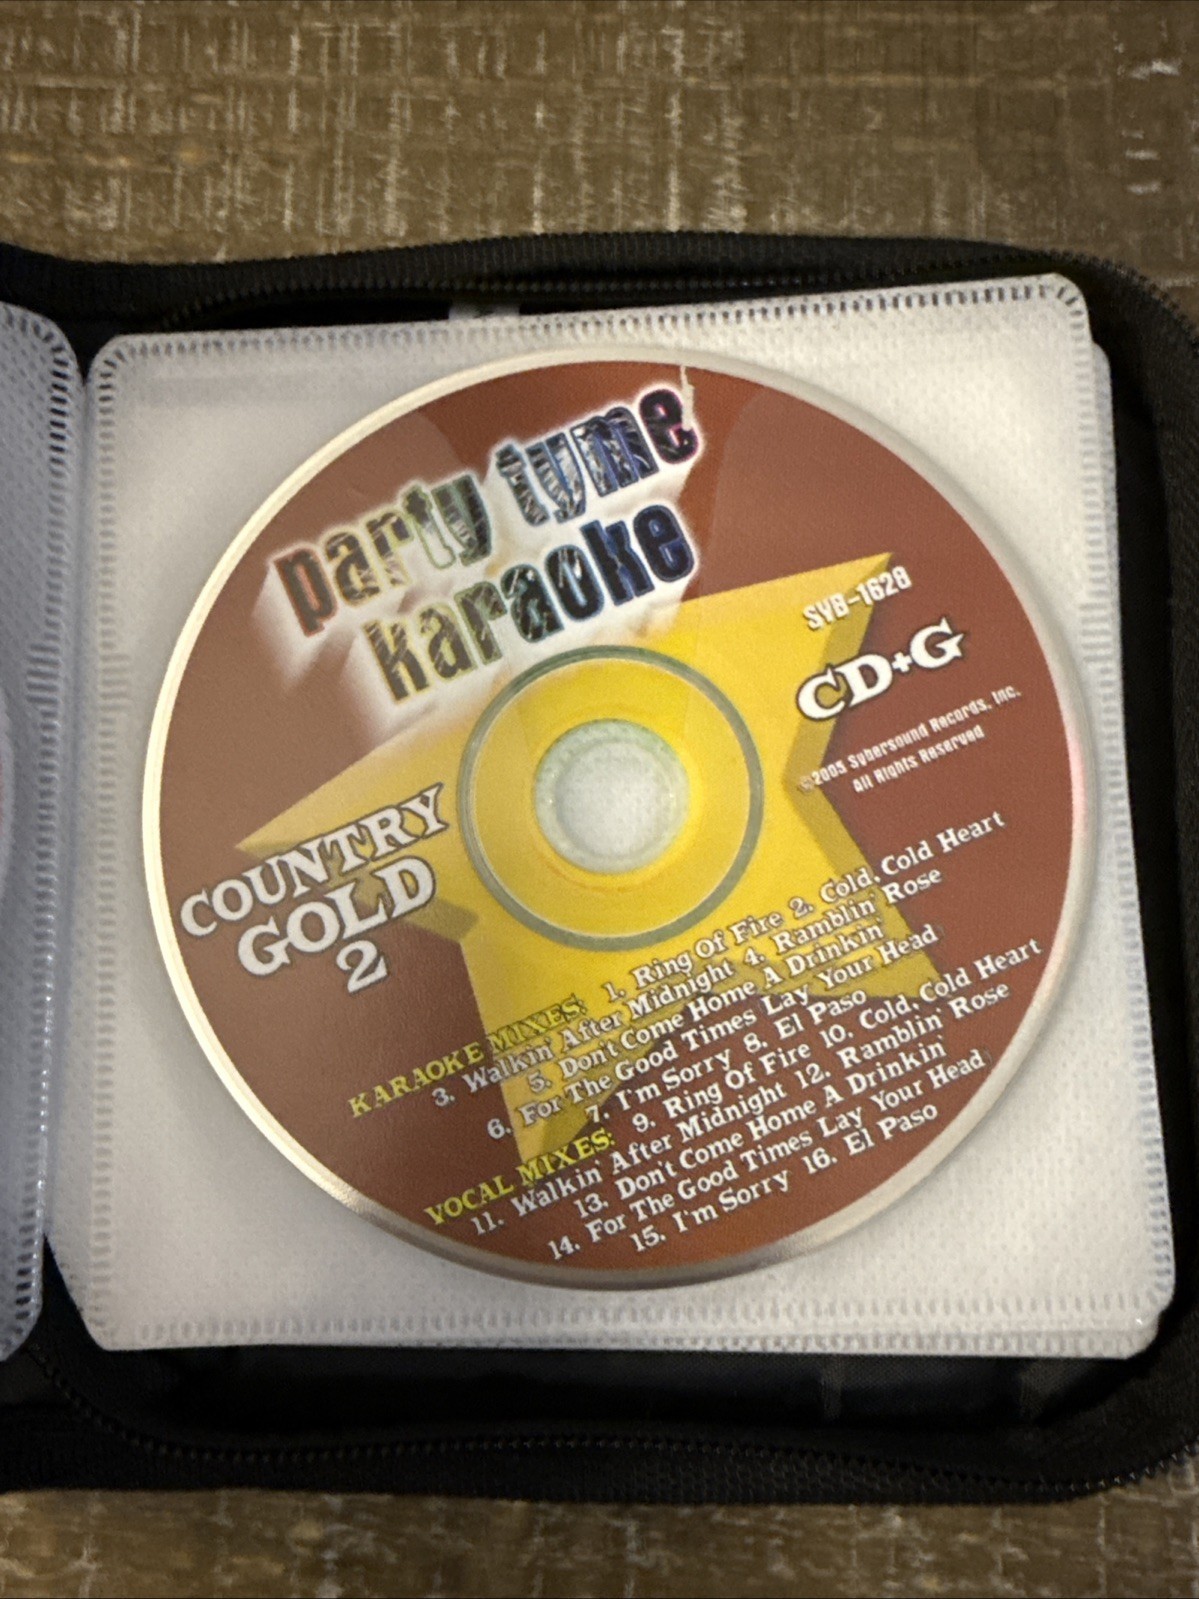 party tyme
karaoke
SYB-1628
CD+G
©2005 Sybersound Records, Inc.
All Rights Reserved
COUNTRY
GOLD
2
KARAOKE MIXES: 1. Ring Of Fire 2. Cold, Cold Heart
3. Walkin' After Midnight 4. Ramblin' Rose
5. Don't Come Home A Drinkin'
6. For The Good Times Lay Your Head
7. I'm Sorry 8. El Paso
VOCAL MIXES: 9. Ring Of Fire 10. Cold, Cold Heart
11. Walkin' After Midnight 12. Ramblin' Rose
13. Don't Come Home A Drinkin'
14. For The Good Times Lay Your Head
15. I'm Sorry 16. El Paso